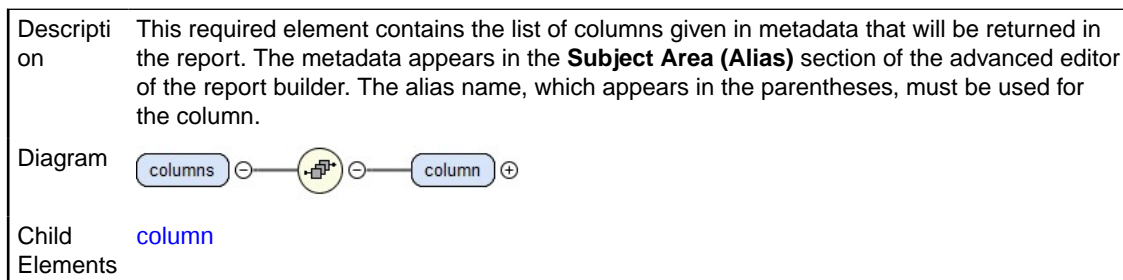 Descripti
on
This required element contains the list of columns given in metadata that will be returned in
the report. The metadata appears in the Subject Area (Alias) section of the advanced editor
of the report builder. The alias name, which appears in the parentheses, must be used for
the column.
Diagram
columns
column
Child
Elements
column